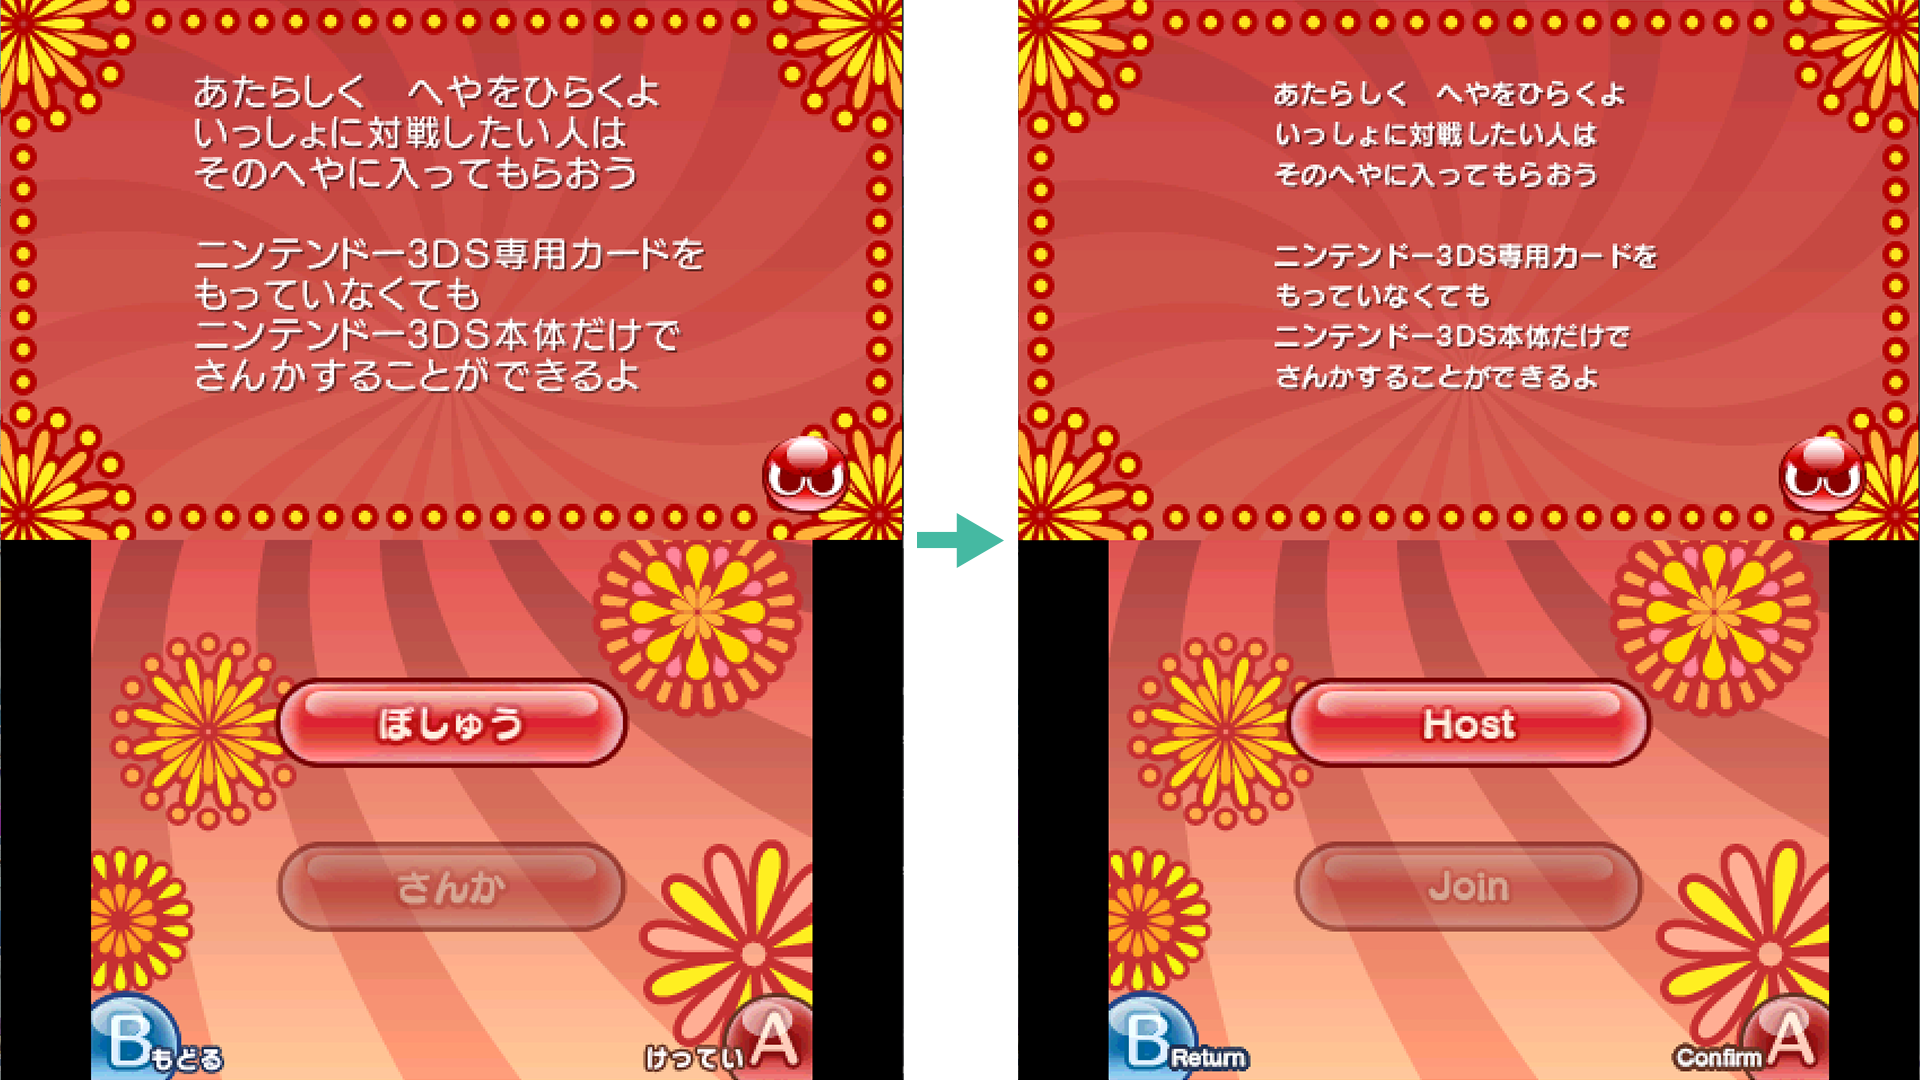 あたらしく　へやをひらくよ
いっしょに対戦したい人は
そのへやに入ってもらおう
ニンテンドー3DS専用カードを
もっていなくても
ニンテンドー3DS本体だけで
さんかすることができるよ
ぼしゅう
さんか
B もどる
けってい A
あたらしく　へやをひらくよ
いっしょに対戦したい人は
そのへやに入ってもらおう
ニンテンドー3DS専用カードを
もっていなくても
ニンテンドー3DS本体だけで
さんかすることができるよ
Host
Join
B Return
Confirm A